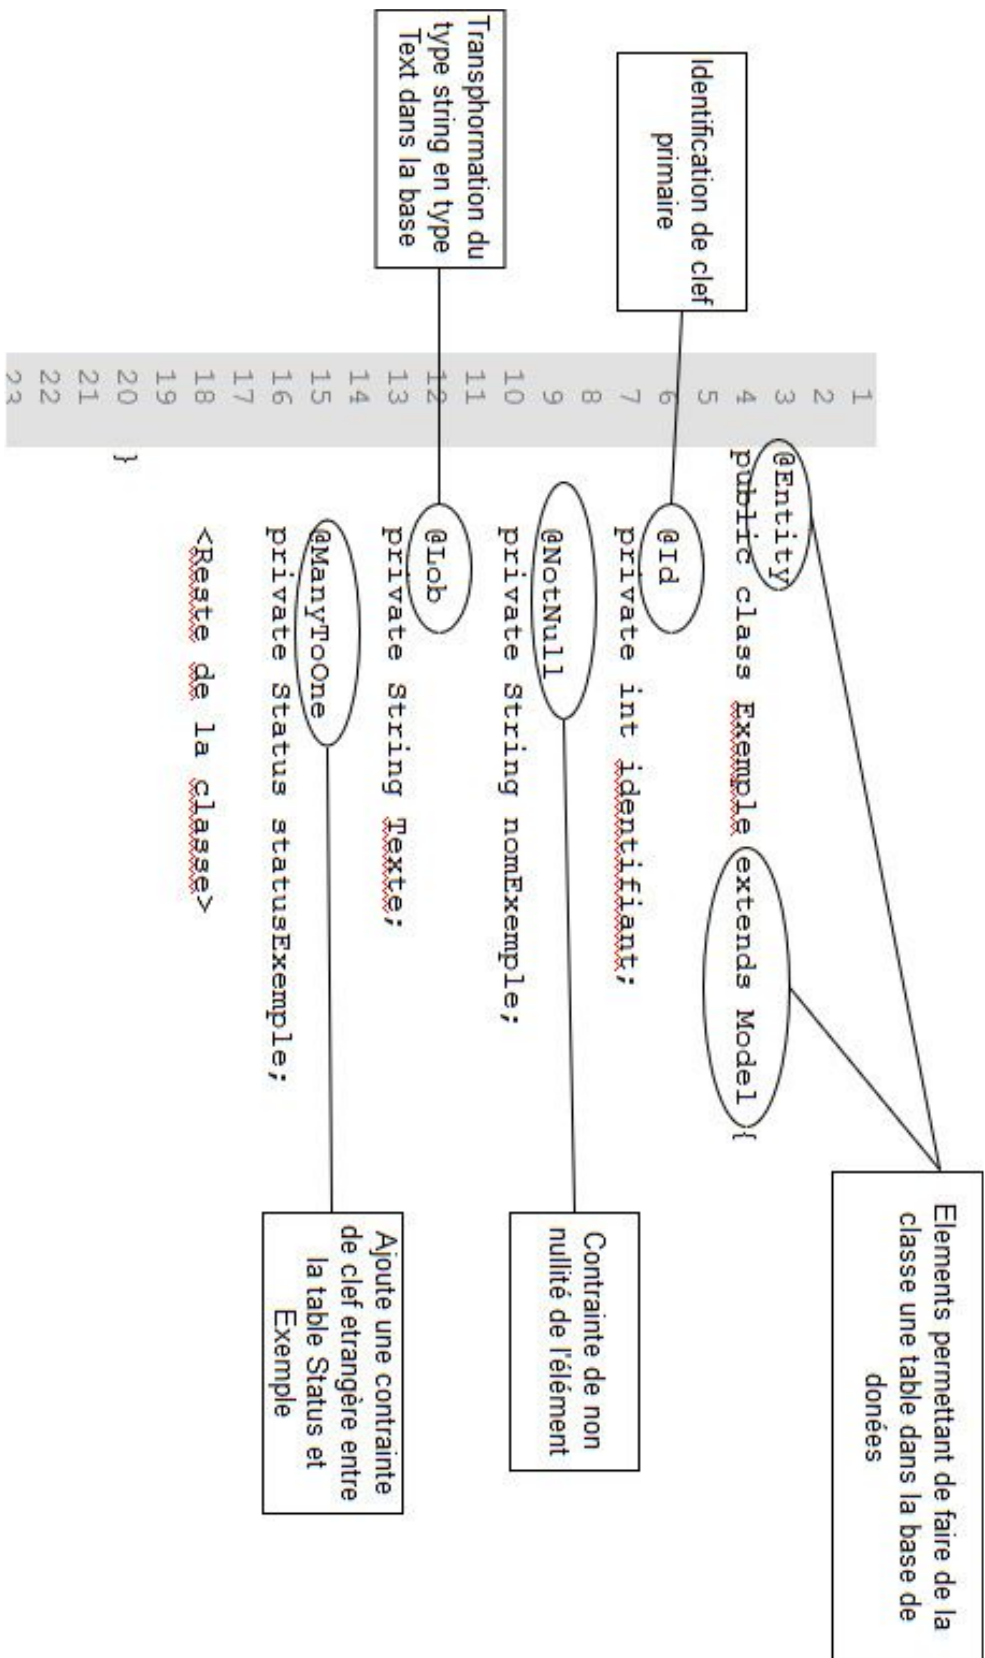 Elements permettant de faire de la
classe une table dans la base de
donées
Identification de clef
primaire
Transphormation du
type string en type
Text dans la base
1
2
3 @Entity
4 public class Exemple extends Model {
5
6 @Id
7 private int identifiant;
8
9 @NotNull
10 private String nomExemple;
11
12 @Lob
13 private String Texte;
14
15 @ManyToOne
16 private Status statusExemple;
17
18 <Reste de la classe>
19
20 }
21
22
23
Contrainte de non
nullité de l'élément
Ajoute une contrainte
de clef etrangère entre
la table Status et
Exemple